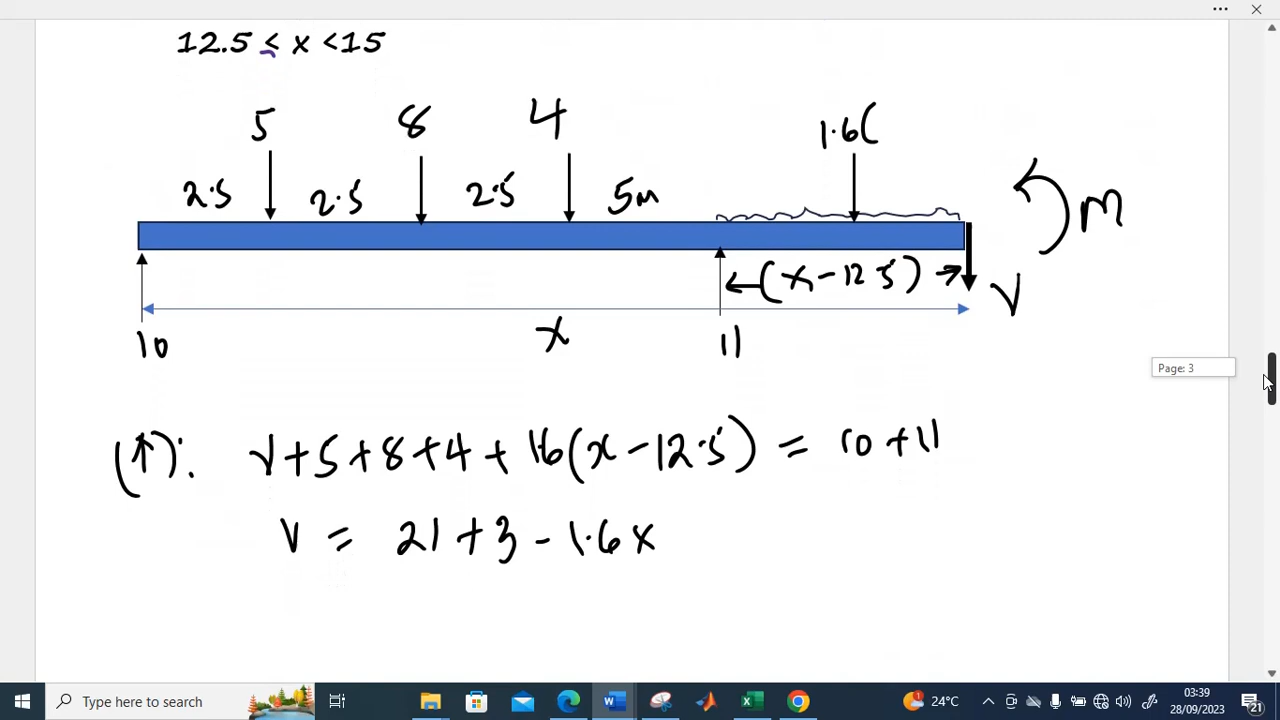 12.5 ≤ x <15
5 8 4 1.6(
2.5 2.5 2.5 5m M
←(x-12.5)→
V
10 x 11
Page: 3
(↑): V+5+8+4+1.6(x-12.5) = 10+11
V = 21+3-1.6x
Type here to search
24°C
03:39
28/09/2023
21